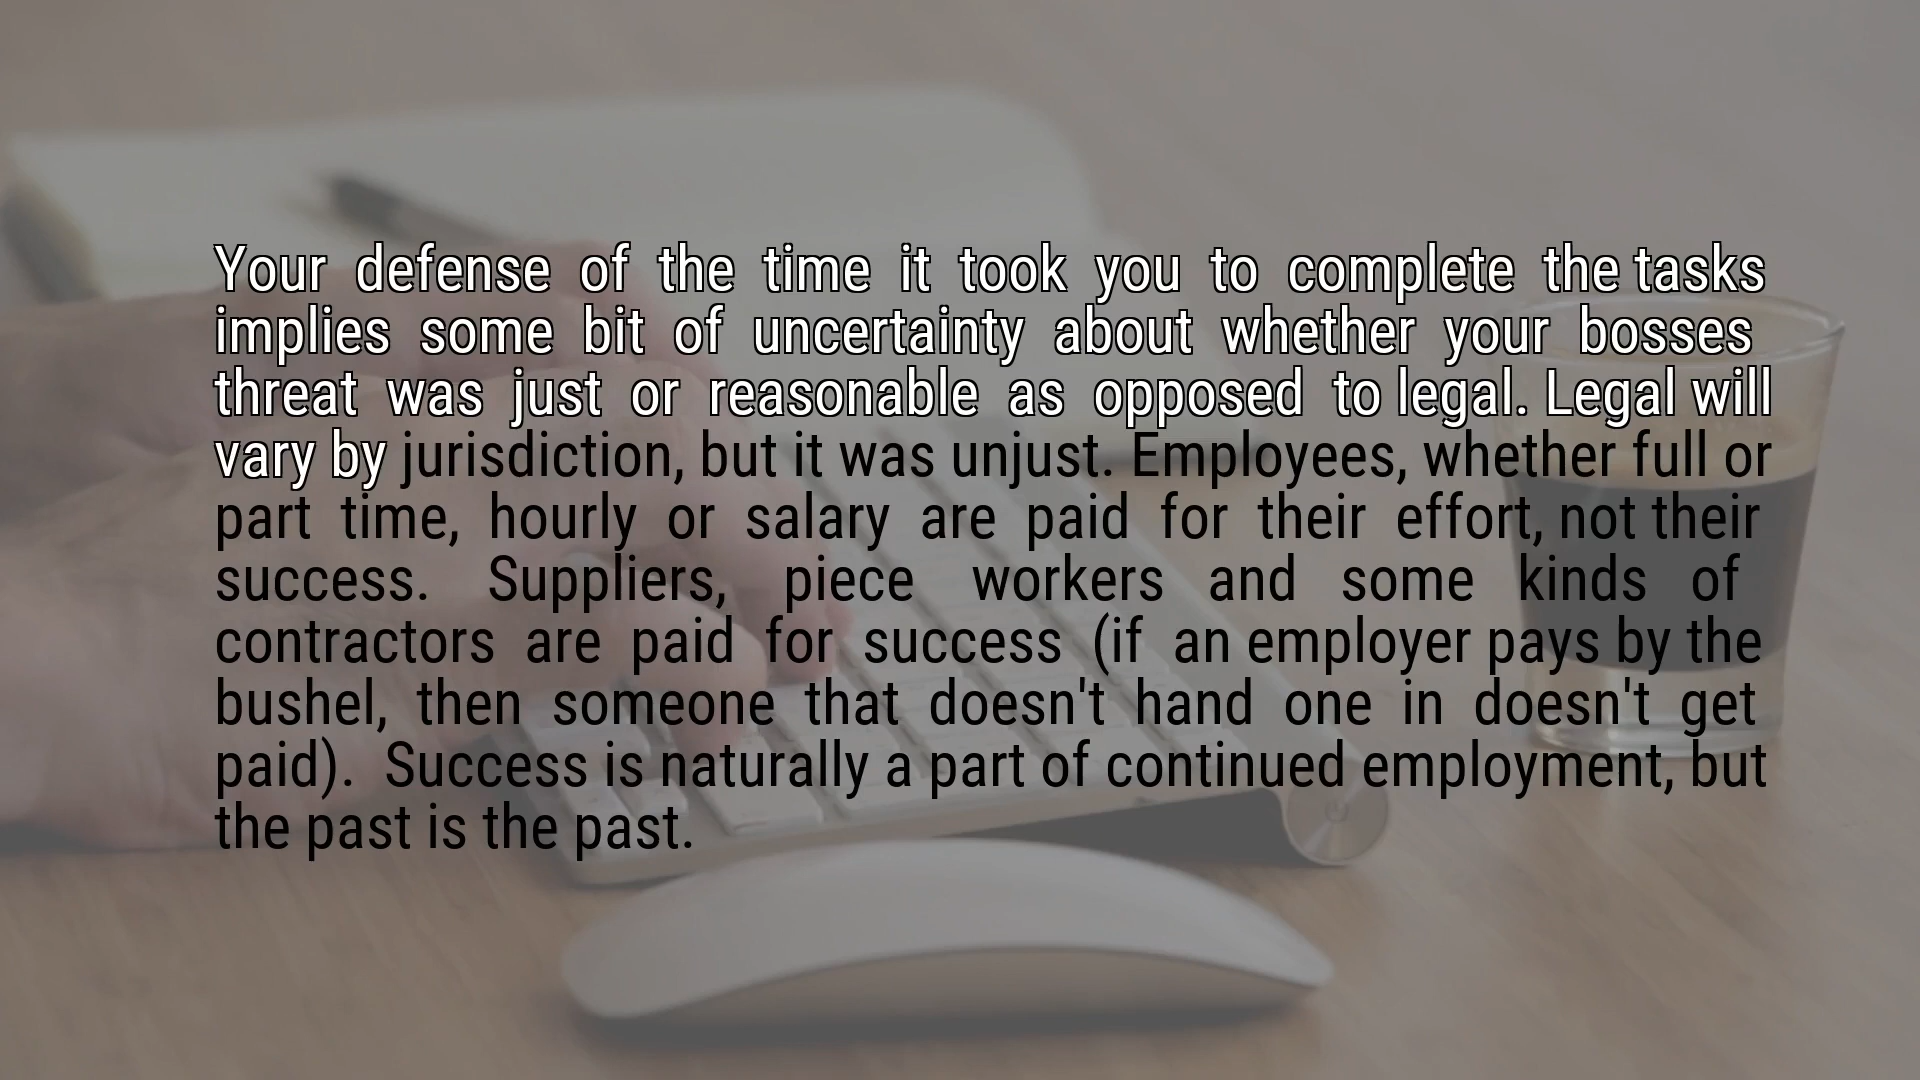 Your defense of the time it took you to complete the tasks
implies some bit of uncertainty about whether your bosses
threat was just or reasonable as opposed to legal. Legal will
vary by jurisdiction, but it was unjust. Employees, whether full or
part time, hourly or salary are paid for their effort, not their
success. Suppliers, piece workers and some kinds of
contractors are paid for success (if an employer pays by the
bushel, then someone that doesn't hand one in doesn't get
paid). Success is naturally a part of continued employment, but
the past is the past.